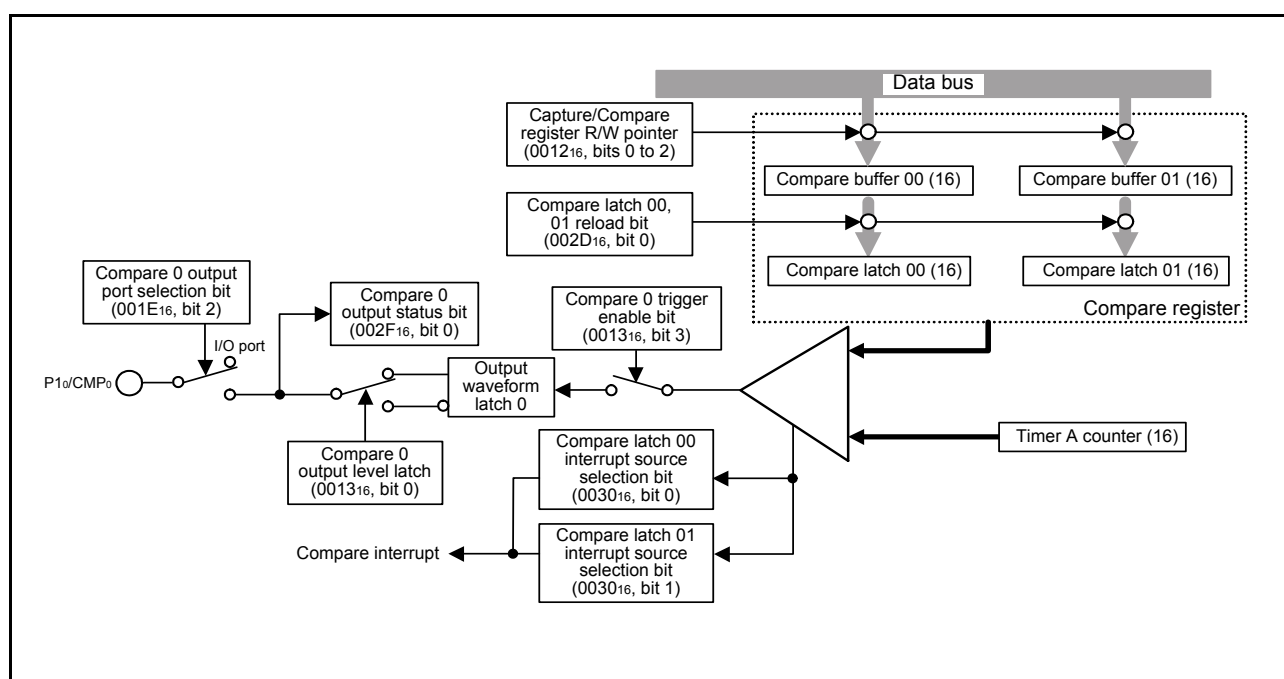 Data bus
Capture/Compare
register R/W pointer
(0012₁₆, bits 0 to 2)
Compare buffer 00 (16)
Compare buffer 01 (16)
Compare latch 00,
01 reload bit
(002D₁₆, bit 0)
Compare latch 00 (16)
Compare latch 01 (16)
Compare register
Compare 0 output
port selection bit
(001E₁₆, bit 2)
Compare 0
output status bit
(002F₁₆, bit 0)
Compare 0 trigger
enable bit
(0013₁₆, bit 3)
I/O port
P1₀/CMP₀
Output
waveform
latch 0
Compare 0
output level latch
(0013₁₆, bit 0)
Compare latch 00
interrupt source
selection bit
(0030₁₆, bit 0)
Timer A counter (16)
Compare latch 01
interrupt source
selection bit
(0030₁₆, bit 1)
Compare interrupt